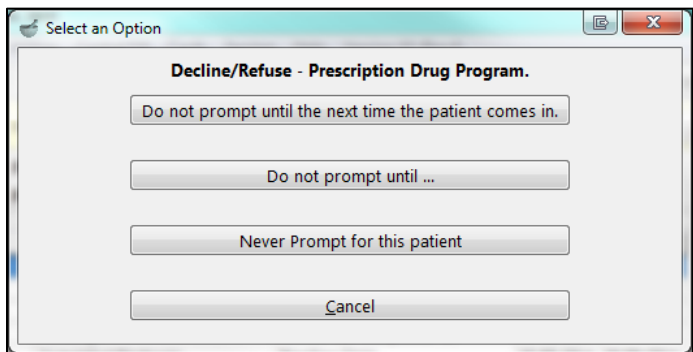 Select an Option
Decline/Refuse - Prescription Drug Program.
Do not prompt until the next time the patient comes in.
Do not prompt until ...
Never Prompt for this patient
Cancel